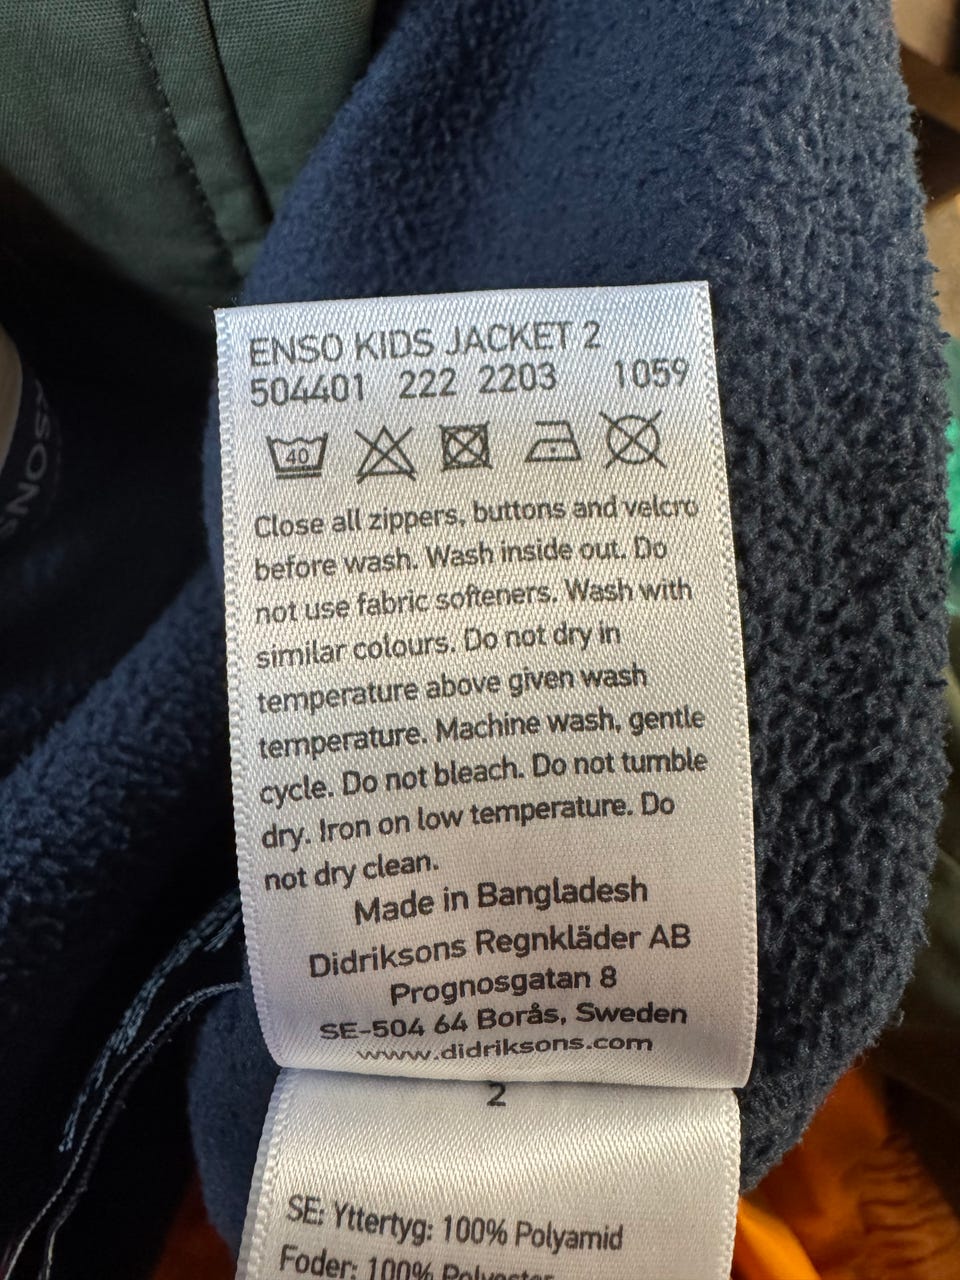 ENSO KIDS JACKET 2
504401 222 2203 1059
40
Close all zippers, buttons and velcro
before wash. Wash inside out. Do
not use fabric softeners. Wash with
similar colours. Do not dry in
temperature above given wash
temperature. Machine wash, gentle
cycle. Do not bleach. Do not tumble
dry. Iron on low temperature. Do
not dry clean.
Made in Bangladesh
Didriksons Regnkläder AB
Prognosgatan 8
SE-504 64 Borås, Sweden
www.didriksons.com
2
SE: Yttertyg: 100% Polyamid
Foder: 100% Polyester